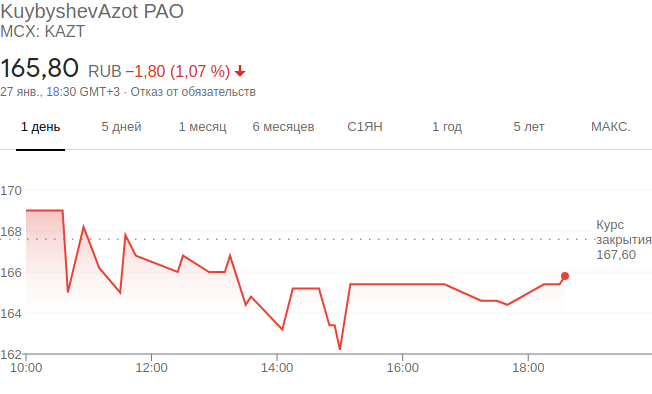 KuybyshevAzot PAO
MCX: KAZT
165,80 RUB −1,80 (1,07 %)
27 янв., 18:30 GMT+3 · Отказ от обязательств
1 день 5 дней 1 месяц 6 месяцев С1ЯН 1 год 5 лет МАКС.
170
168
166
164
162
Курс
закрытия
167,60
10:00 12:00 14:00 16:00 18:00